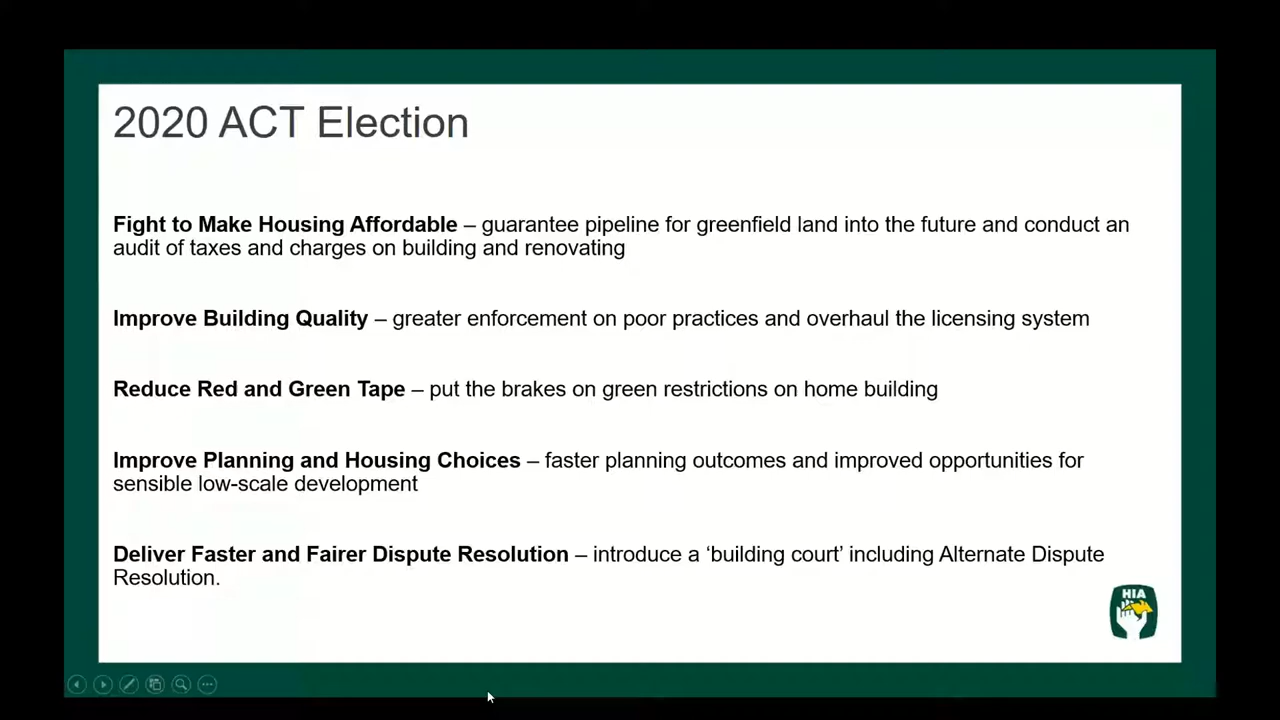 2020 ACT Election
Fight to Make Housing Affordable – guarantee pipeline for greenfield land into the future and conduct an
audit of taxes and charges on building and renovating
Improve Building Quality – greater enforcement on poor practices and overhaul the licensing system
Reduce Red and Green Tape – put the brakes on green restrictions on home building
Improve Planning and Housing Choices – faster planning outcomes and improved opportunities for
sensible low-scale development
Deliver Faster and Fairer Dispute Resolution – introduce a ‘building court’ including Alternate Dispute
Resolution.
HIA